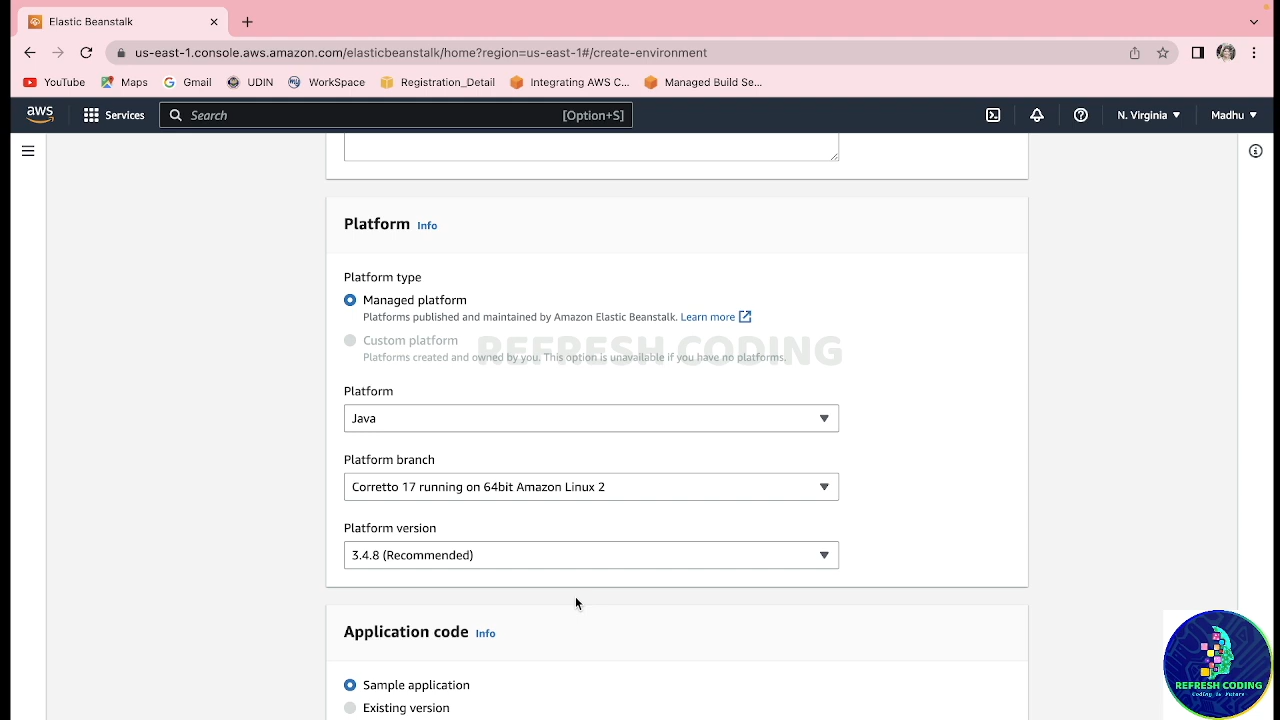 Elastic Beanstalk
us-east-1.console.aws.amazon.com/elasticbeanstalk/home?region=us-east-1#/create-environment
YouTube Maps Gmail UDIN WorkSpace Registration_Detail Integrating AWS C... Managed Build Se...
aws Services Search [Option+S] N. Virginia Madhu
Platform Info
Platform type
Managed platform
Platforms published and maintained by Amazon Elastic Beanstalk. Learn more
Custom platform
Platforms created and owned by you. This option is unavailable if you have no platforms.
REFRESH CODING
Platform
Java
Platform branch
Corretto 17 running on 64bit Amazon Linux 2
Platform version
3.4.8 (Recommended)
Application code Info
Sample application
Existing version
REFRESH CODING
Coding is Future